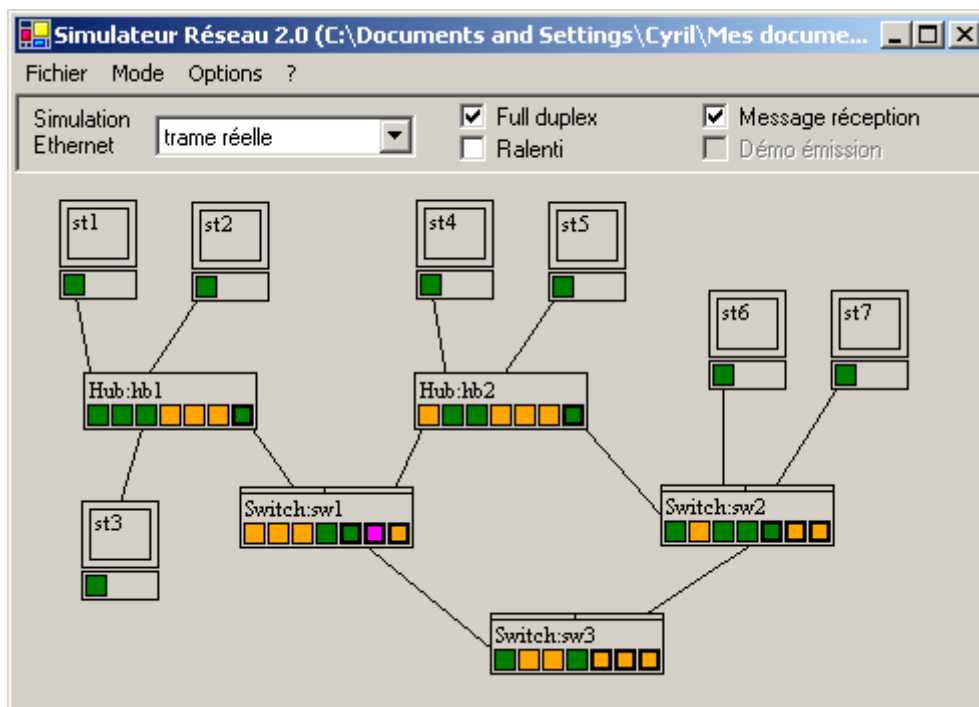 Simulateur Réseau 2.0 (C:\Documents and Settings\Cyril\Mes docume...
Fichier Mode Options ?
Simulation
Ethernet
trame réelle
Full duplex
Ralenti
Message réception
Démo émission
st1
st2
st4
st5
st6
st7
Hub:hb1
Hub:hb2
st3
Switch:sw1
Switch:sw2
Switch:sw3